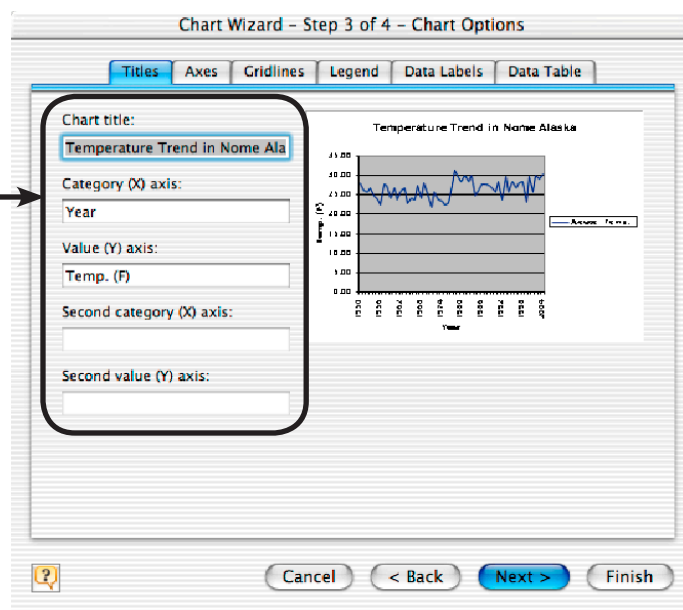 Chart Wizard – Step 3 of 4 – Chart Options
Titles Axes Gridlines Legend Data Labels Data Table
Chart title:
Temperature Trend in Nome Ala
Category (X) axis:
Year
Value (Y) axis:
Temp. (F)
Second category (X) axis:
Second value (Y) axis:
Temperature Trend in Nome Alaska
35.00
30.00
25.00
20.00
15.00
10.00
5.00
0.00
Temp. (F)
1950
2004
Year
?
Cancel
< Back
Next >
Finish